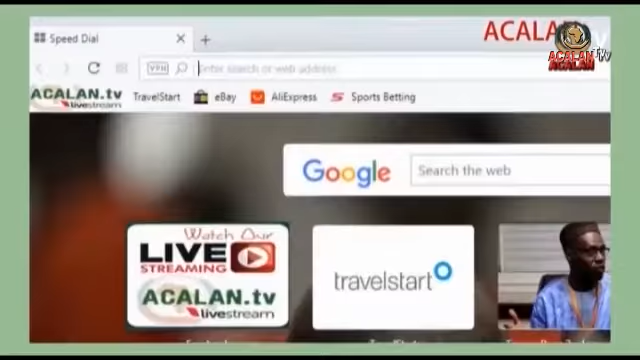 Speed Dial
ACALAN
TV
ACALAN
VPN
Enter search or web address
ACALAN.tv
livestream
TravelStart
eBay
AliExpress
Sports Betting
Google
Search the web
Watch Our
LIVE
STREAMING
ACALAN.tv
livestream
travelstart